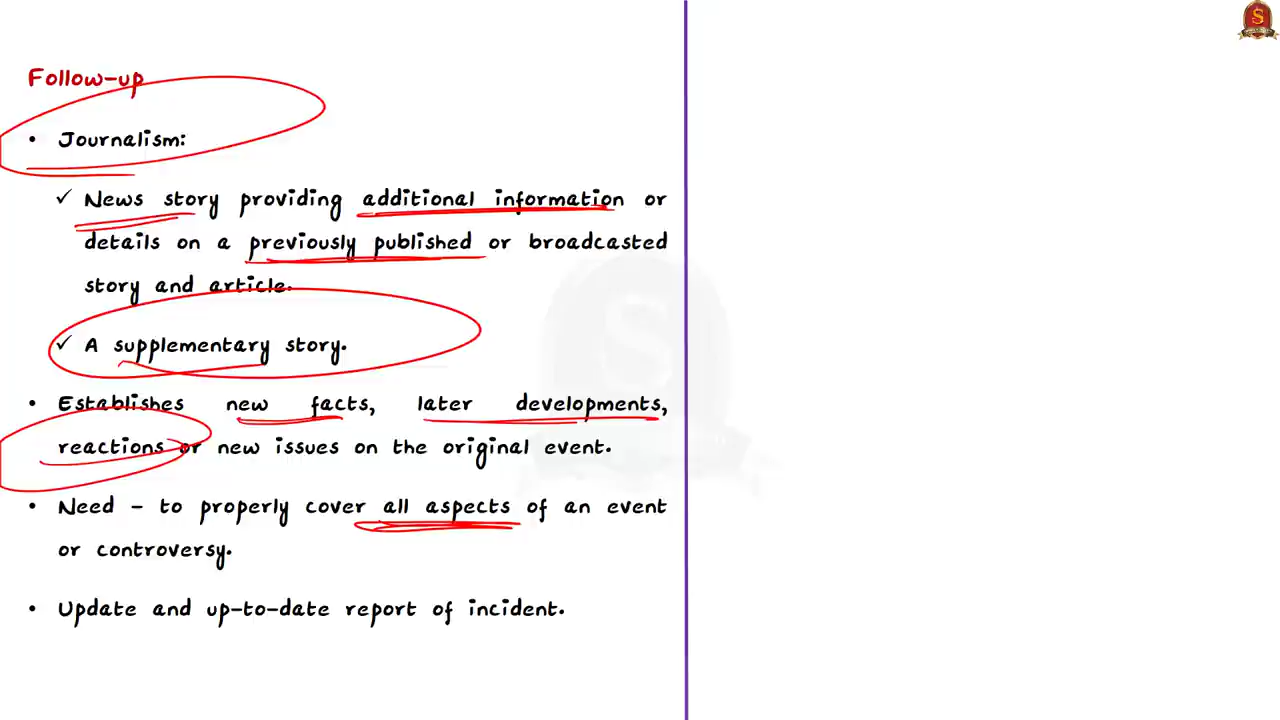 Follow-up
• Journalism:
✓ News story providing additional information or
details on a previously published or broadcasted
story and article.
✓ A supplementary story.
• Establishes new facts, later developments,
reactions or new issues on the original event.
• Need - to properly cover all aspects of an event
or controversy.
• Update and up-to-date report of incident.